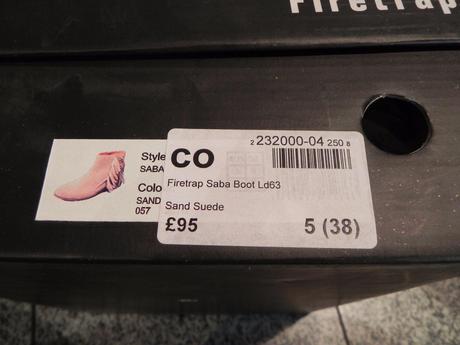 Firetrap
Style
SABA
Colo
SAND
057
CO
2 232000-04 250 8
Firetrap Saba Boot Ld63
Sand Suede
£95
5 (38)